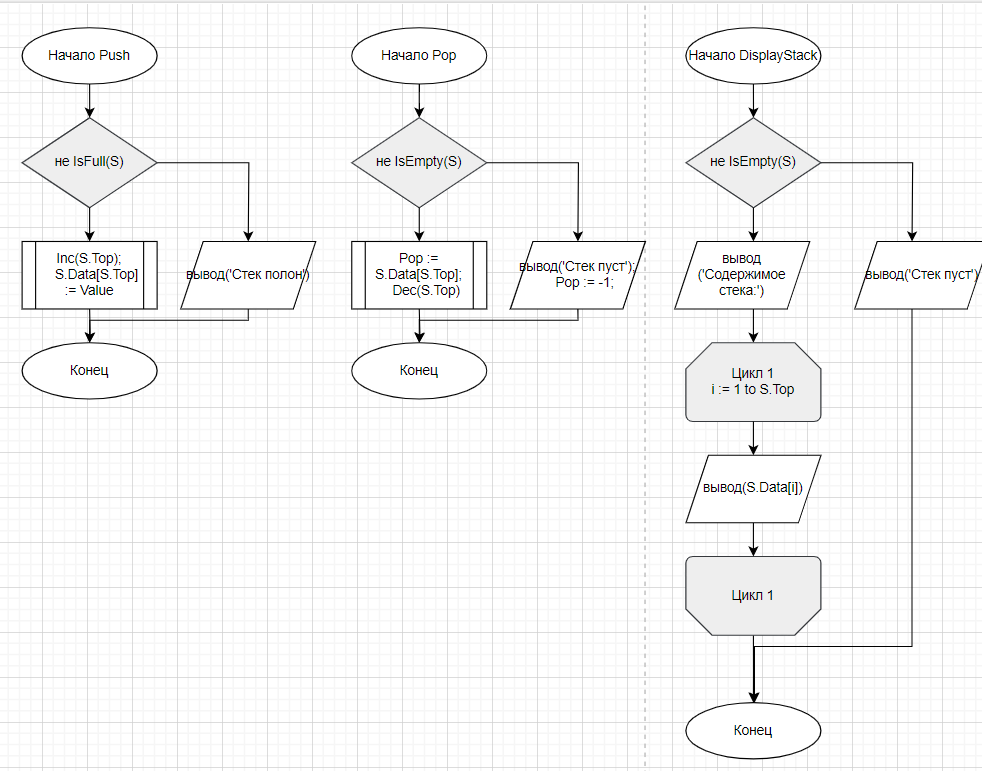 Начало Push
не IsFull(S)
Inc(S.Top);
S.Data[S.Top]
:= Value
вывод('Стек полон')
Конец
Начало Pop
не IsEmpty(S)
Pop :=
S.Data[S.Top];
Dec(S.Top)
вывод('Стек пуст');
Pop := -1;
Конец
Начало DisplayStack
не IsEmpty(S)
вывод
('Содержимое
стека:')
вывод('Стек пуст')
Цикл 1
i := 1 to S.Top
вывод(S.Data[i])
Цикл 1
Конец